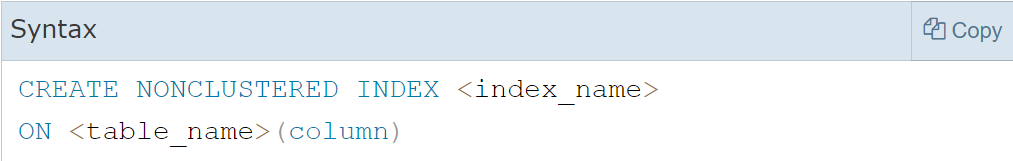 Syntax
Copy
CREATE NONCLUSTERED INDEX <index_name>
ON <table_name>(column)